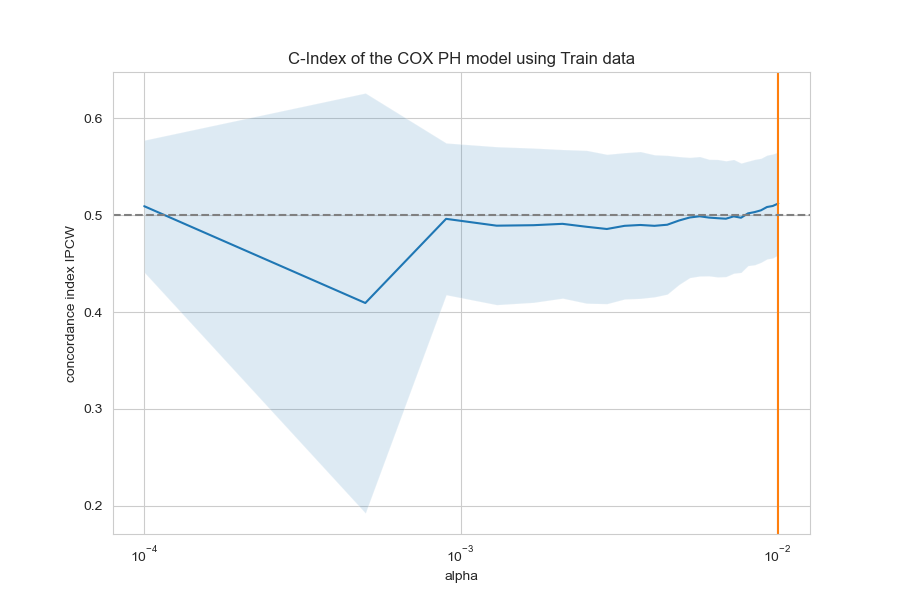 C-Index of the COX PH model using Train data
concordance index IPCW
0.6
0.5
0.4
0.3
0.2
10⁻⁴
10⁻³
10⁻²
alpha